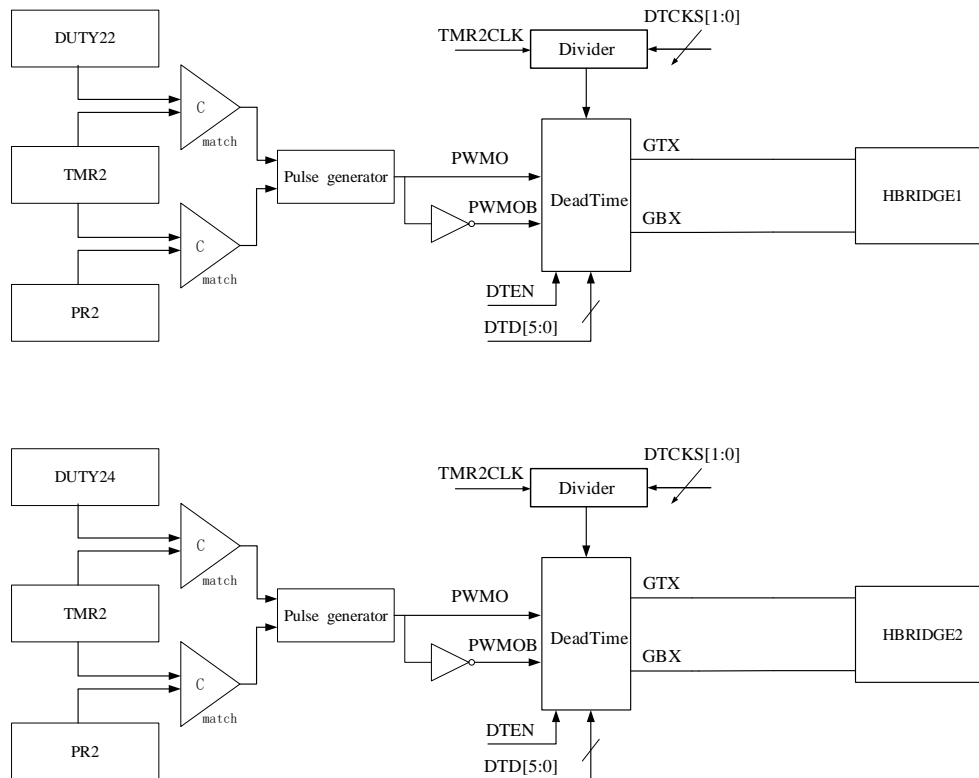 DUTY22
TMR2CLK
Divider
DTCKS[1:0]
C
match
TMR2
Pulse generator
PWMO
PWMOB
DeadTime
GTX
GBX
HBRIDGE1
C
match
PR2
DTEN
DTD[5:0]
DUTY24
TMR2CLK
Divider
DTCKS[1:0]
C
match
TMR2
Pulse generator
PWMO
PWMOB
DeadTime
GTX
GBX
HBRIDGE2
C
match
PR2
DTEN
DTD[5:0]